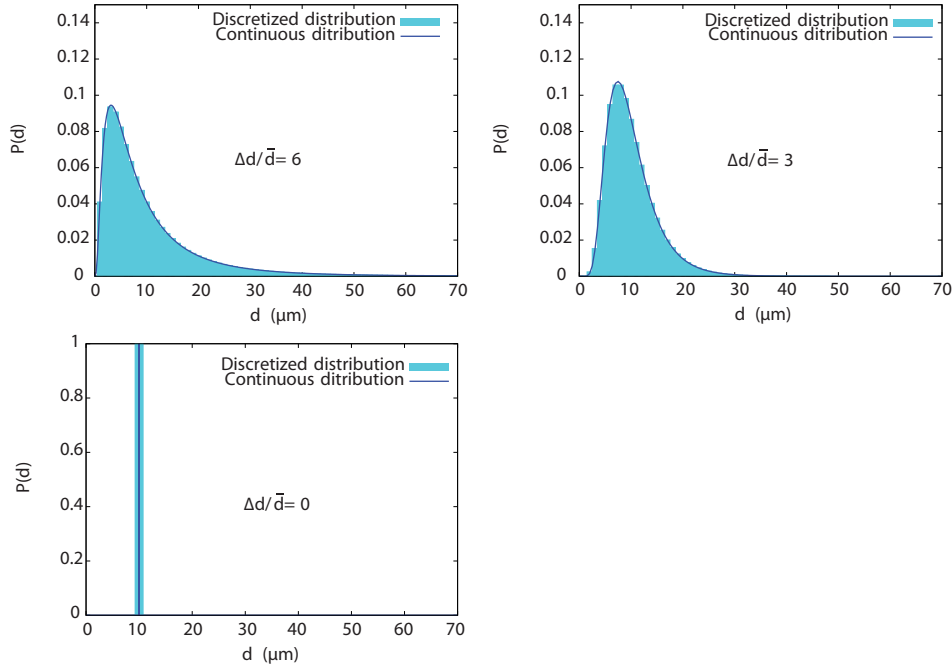 0.14
0.12
0.1
0.08
0.06
0.04
0.02
0
P(d)
Discretized distribution
Continuous ditribution
Δd/d̅= 6
0 10 20 30 40 50 60 70
d (μm)
0.14
0.12
0.1
0.08
0.06
0.04
0.02
0
P(d)
Discretized distribution
Continuous ditribution
Δd/d̅= 3
0 10 20 30 40 50 60 70
d (μm)
1
0.8
0.6
0.4
0.2
0
P(d)
Discretized distribution
Continuous ditribution
Δd/d̅= 0
0 10 20 30 40 50 60 70
d (μm)